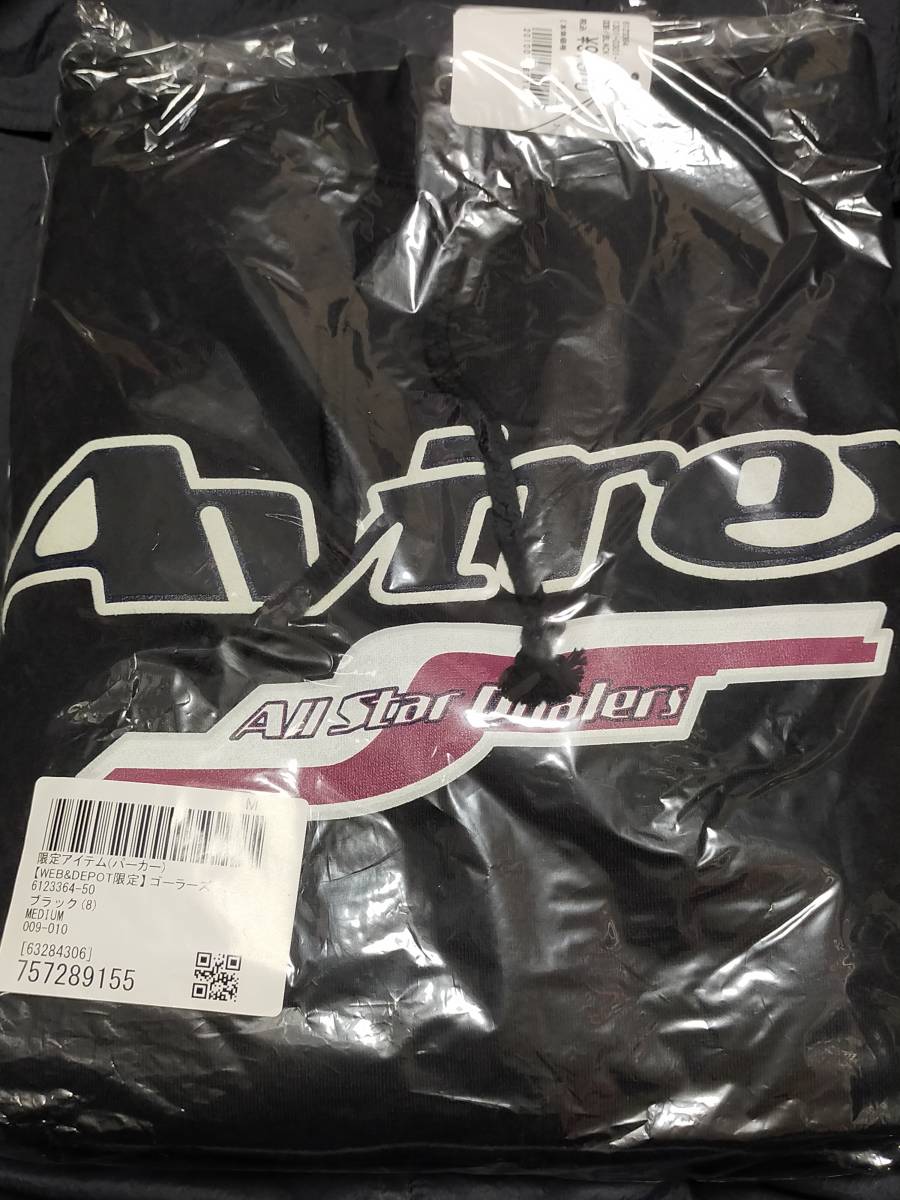 6123364
Avirex
All Star
M
限定アイテム(パーカー)
【WEB&DEPOT限定】ゴーラーズ
6123364-50
ブラック(8)
MEDIUM
009-010
[63284306]
757289155